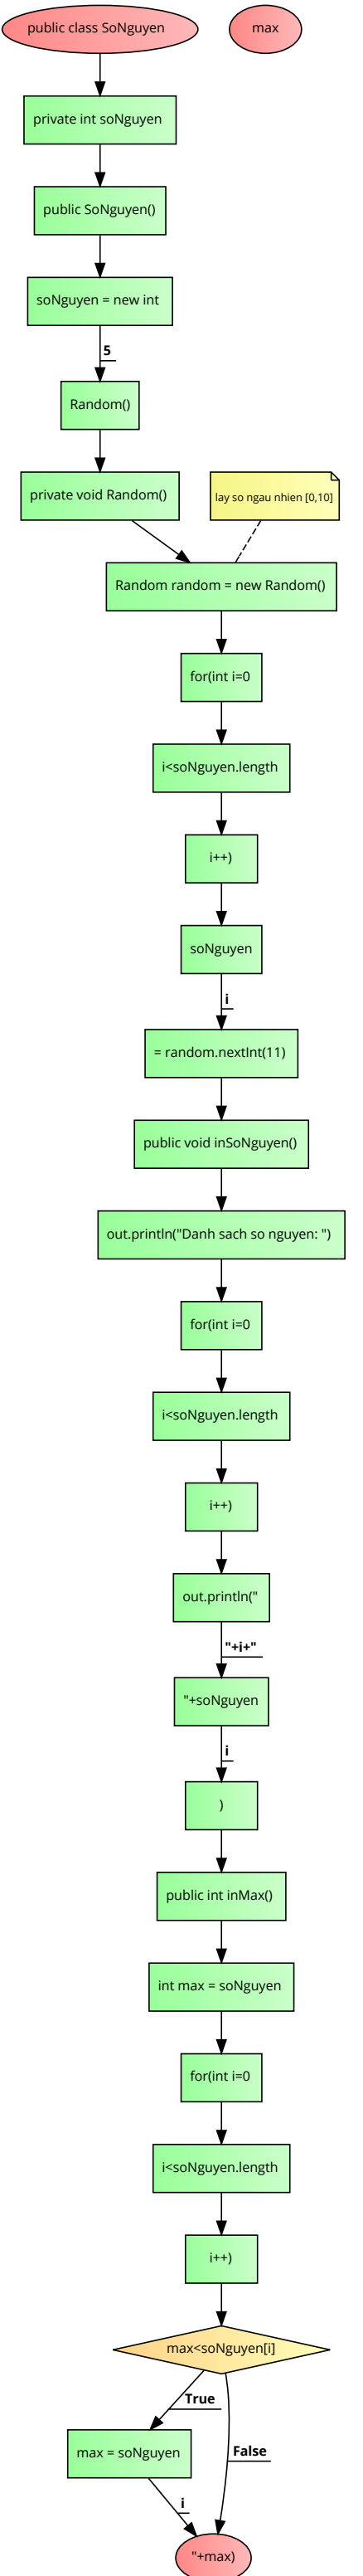 public class SoNguyen
max
private int soNguyen
public SoNguyen()
soNguyen = new int
5
Random()
private void Random()
lay so ngau nhien [0,10]
Random random = new Random()
for(int i=0
i<soNguyen.length
i++)
soNguyen
i
= random.nextInt(11)
public void inSoNguyen()
out.println("Danh sach so nguyen: ")
for(int i=0
i<soNguyen.length
i++)
out.println("
"+i+"
"+soNguyen
i
)
public int inMax()
int max = soNguyen
for(int i=0
i<soNguyen.length
i++)
max<soNguyen[i]
True
max = soNguyen
False
i
"+max)